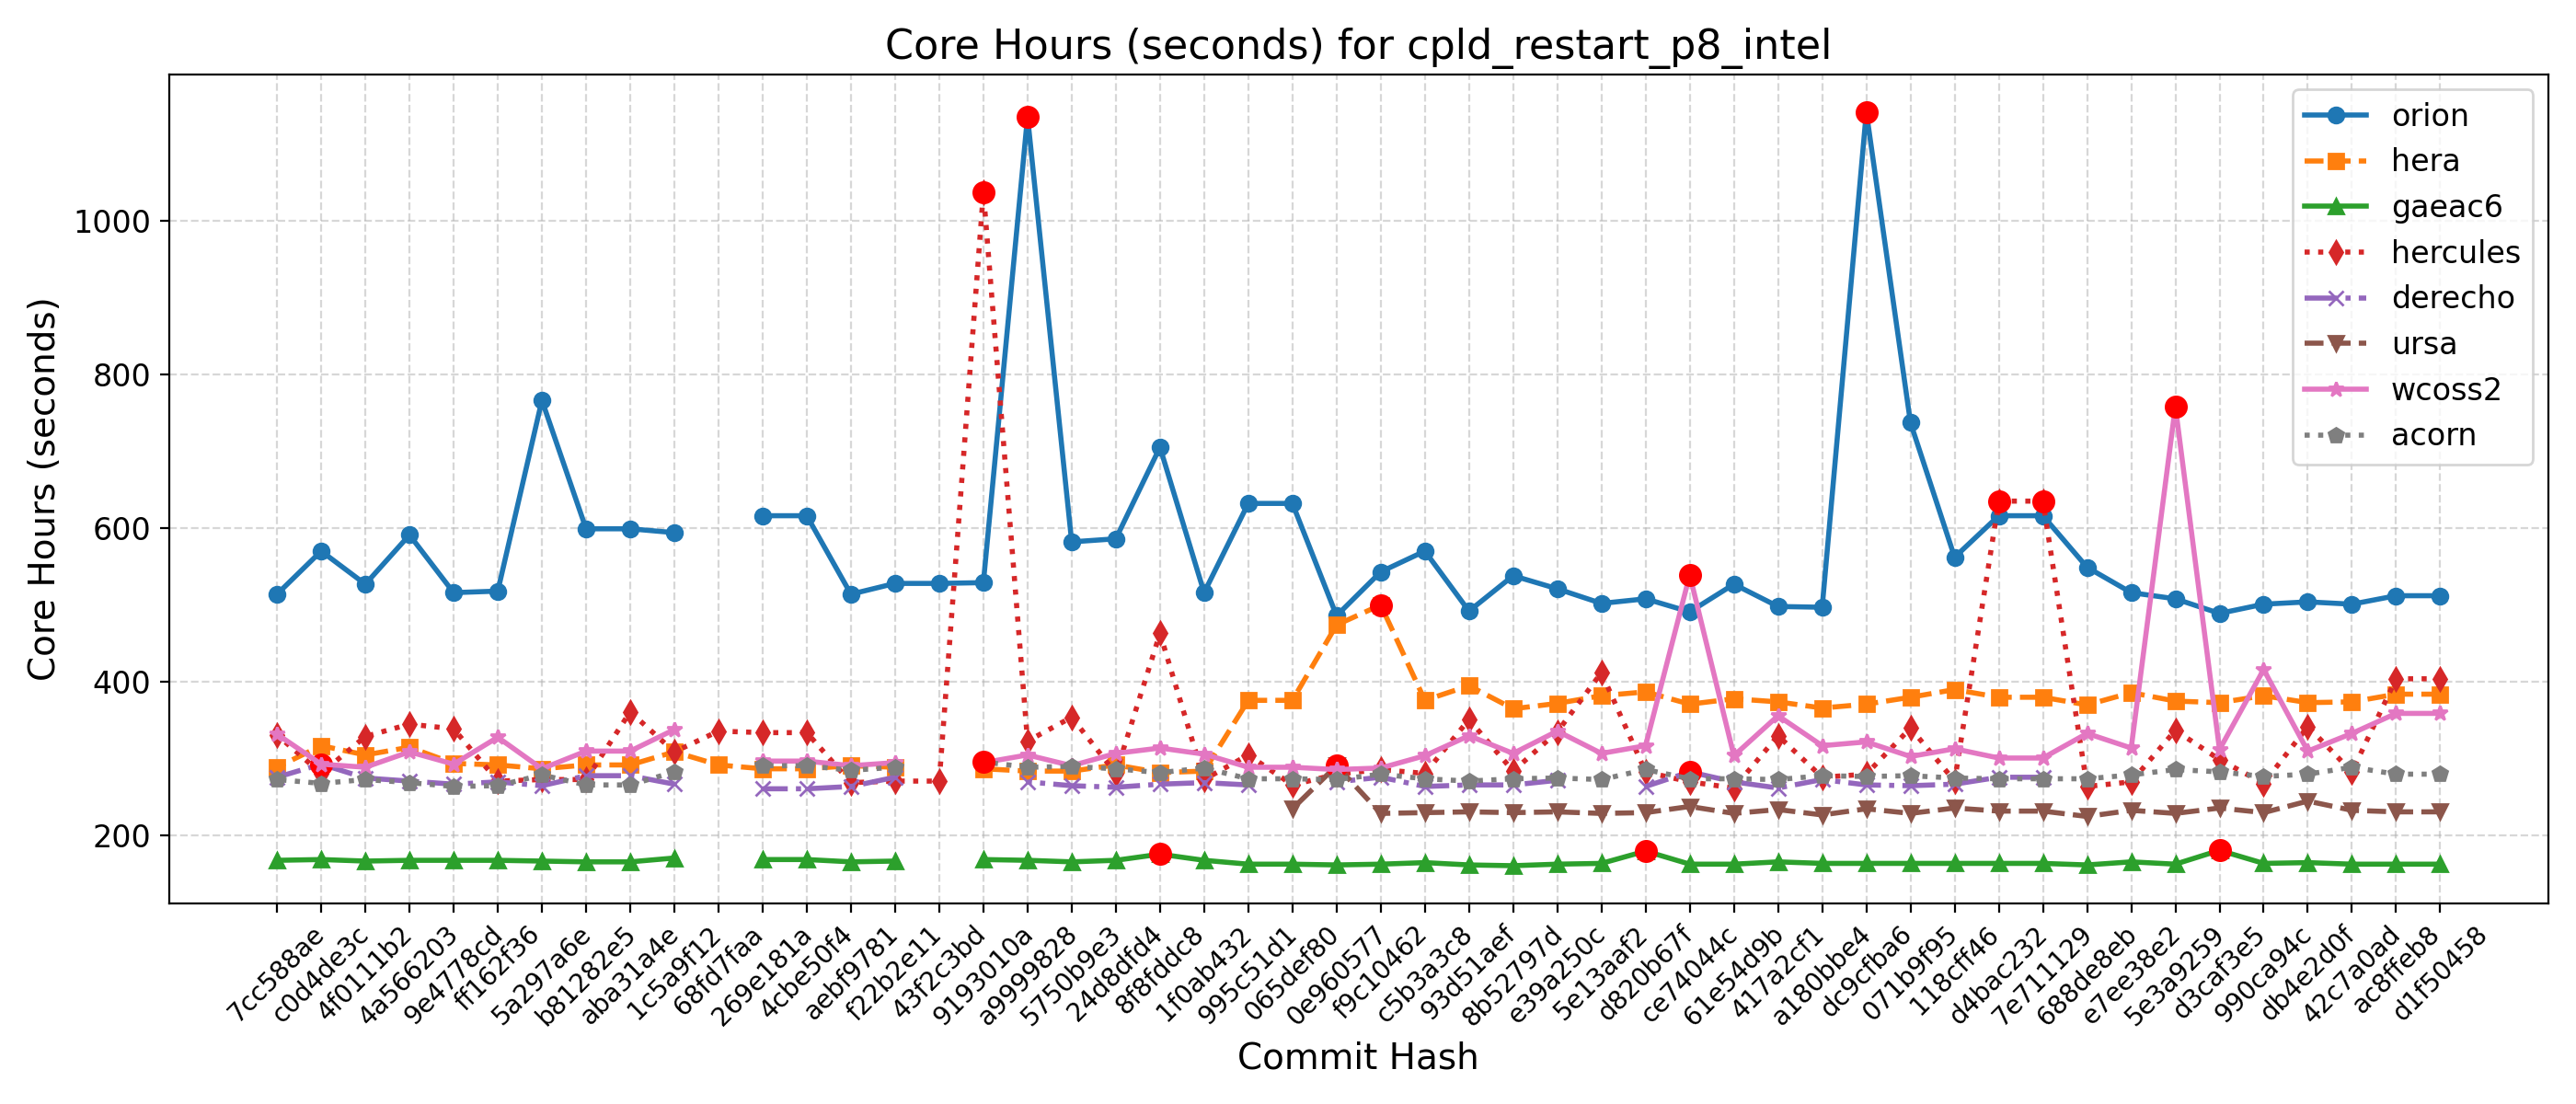 Core Hours (seconds) for cpld_restart_p8_intel
Core Hours (seconds)
1000
800
600
400
200
orion
hera
gaeac6
hercules
derecho
ursa
wcoss2
acorn
7cc588ae
c0d4de3c
4f0111b2
4a566203
9e4778cd
ff162f36
5a297a6e
b81282e5
aba31a4e
1c5a9f12
68fd7faa
269e181a
4cbe50f4
aebf9781
f22b2e11
43f2c3bd
9193010a
a9999828
5750b9e3
24d8dfd4
8f8fddc8
1f0ab432
995c51d1
065def80
0e960577
f9c10462
c5b3a3c8
93d51aef
8b52797d
e39a250c
5e13aaf2
d820b67f
ce74044c
61e54d9b
417a2cf1
a180bbe4
dc9cfba6
071b9f95
118cff46
d4bac232
7e711129
688de8eb
e7ee38e2
5e3a9259
d3caf3e5
990ca94c
db4e2d0f
42c7a0ad
ac8ffeb8
d1f50458
Commit Hash